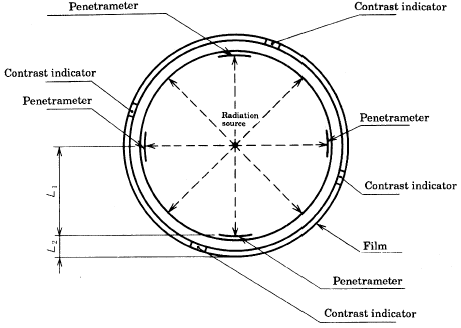 Penetrameter
Contrast indicator
Contrast indicator
Penetrameter
Radiation
source
Penetrameter
Contrast indicator
L1
L2
Film
Penetrameter
Contrast indicator